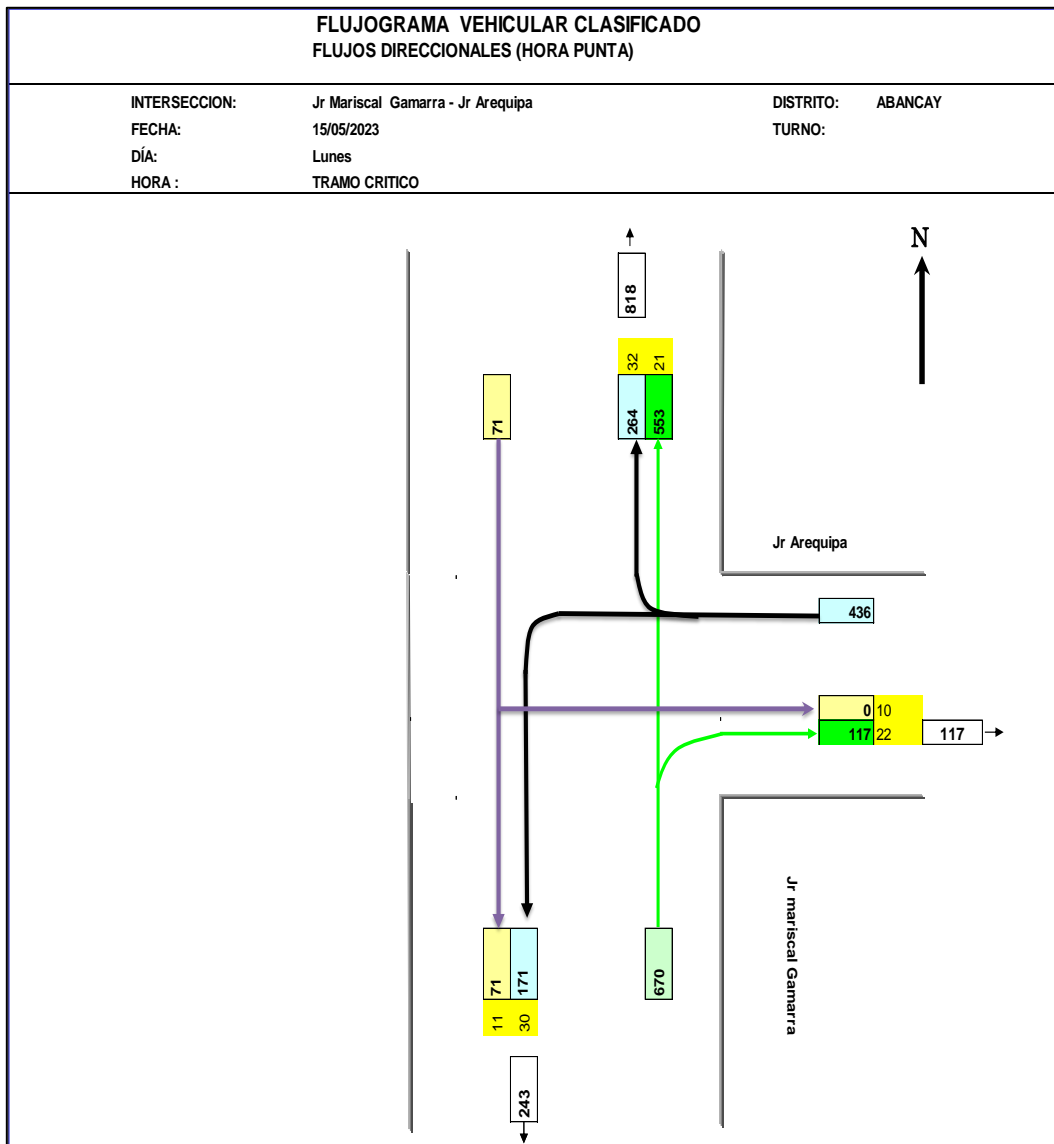 FLUJOGRAMA VEHICULAR CLASIFICADO
FLUJOS DIRECCIONALES (HORA PUNTA)
INTERSECCION: Jr Mariscal Gamarra - Jr Arequipa DISTRITO: ABANCAY
FECHA: 15/05/2023 TURNO:
DÍA: Lunes
HORA : TRAMO CRITICO
N
818
32
21
71
264
553
Jr Arequipa
436
0 10
117 22
117
Jr mariscal Gamarra
71
171
670
11
30
243